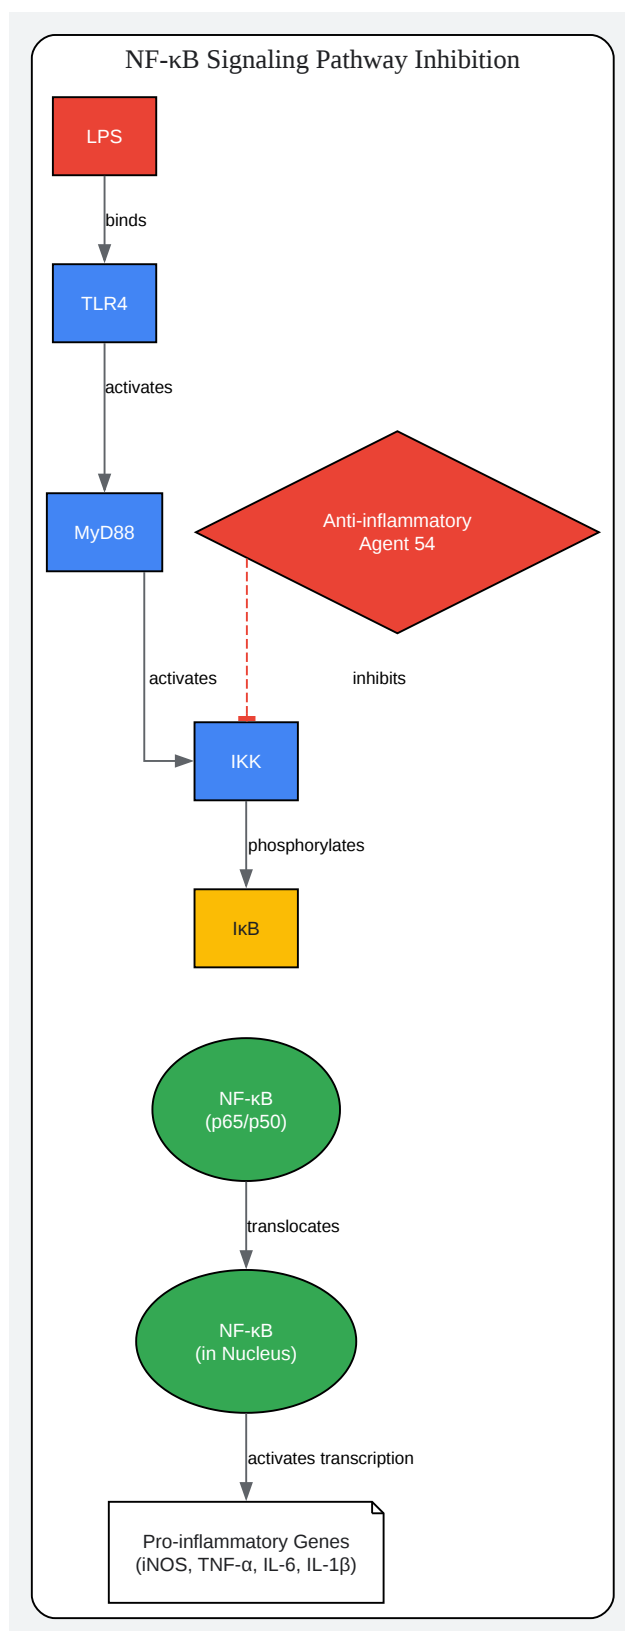 NF-κB Signaling Pathway Inhibition
LPS
binds
TLR4
activates
MyD88
Anti-inflammatory
Agent 54
activates
inhibits
IKK
phosphorylates
IκB
NF-κB
(p65/p50)
translocates
NF-κB
(in Nucleus)
activates transcription
Pro-inflammatory Genes
(iNOS, TNF-α, IL-6, IL-1β)